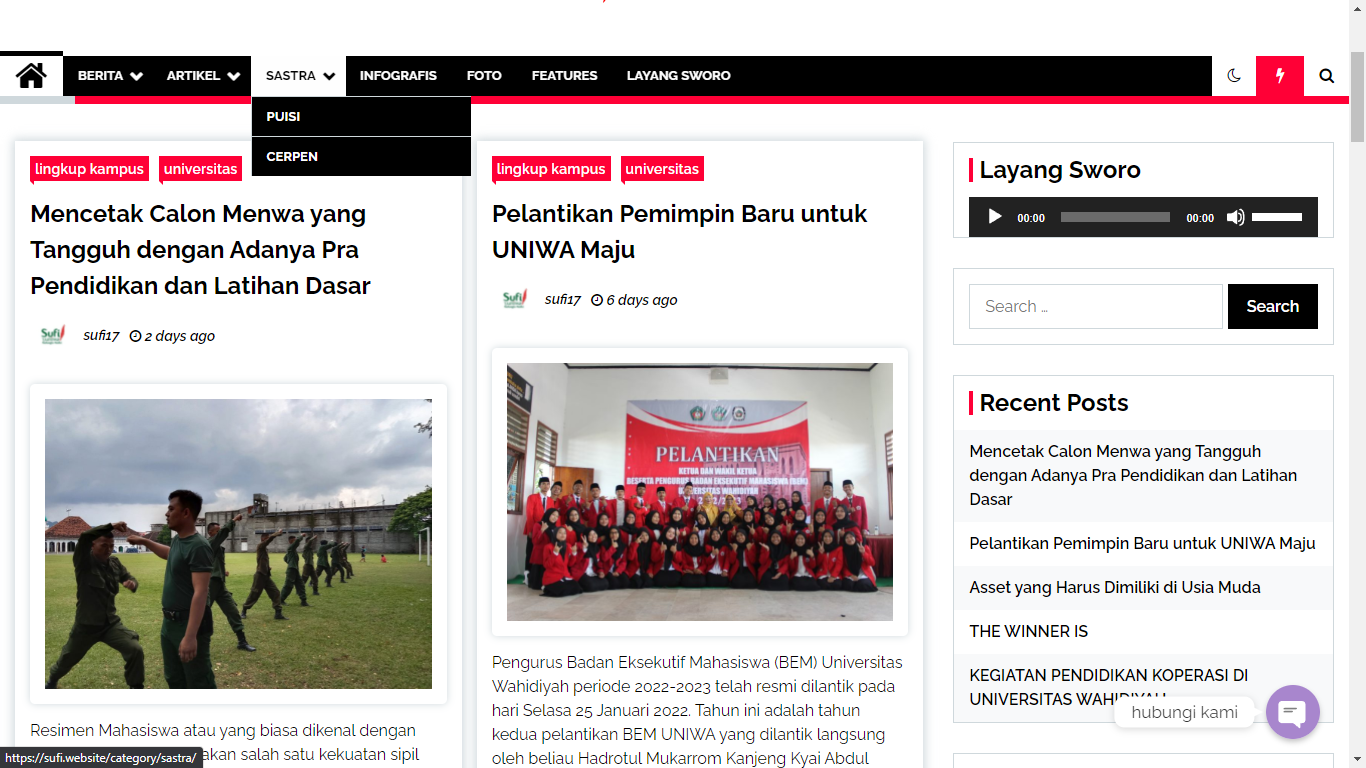 BERITA ARTIKEL SASTRA INFOGRAFIS FOTO FEATURES LAYANG SWORO
PUISI
CERPEN
lingkup kampus universitas
Mencetak Calon Menwa yang
Tangguh dengan Adanya Pra
Pendidikan dan Latihan Dasar
Sufi sufi17 2 days ago
Resimen Mahasiswa atau yang biasa dikenal dengan
akan salah satu kekuatan sipil
lingkup kampus universitas
Pelantikan Pemimpin Baru untuk
UNIWA Maju
Sufi sufi17 6 days ago
PELANTIKAN
KETUA DAN WAKIL KETUA
BESERTA PENGURUS BADAN EKSEKUTIF MAHASISWA (BEM)
UNIVERSITAS WAHIDIYAH
Pengurus Badan Eksekutif Mahasiswa (BEM) Universitas
Wahidiyah periode 2022-2023 telah resmi dilantik pada
hari Selasa 25 Januari 2022. Tahun ini adalah tahun
kedua pelantikan BEM UNIWA yang dilantik langsung
oleh beliau Hadrotul Mukarrom Kanjeng Kyai Abdul
Layang Sworo
00:00 00:00
Search …
Search
Recent Posts
Mencetak Calon Menwa yang Tangguh
dengan Adanya Pra Pendidikan dan Latihan
Dasar
Pelantikan Pemimpin Baru untuk UNIWA Maju
Asset yang Harus Dimiliki di Usia Muda
THE WINNER IS
KEGIATAN PENDIDIKAN KOPERASI DI
UNIVERSITAS WAHIDIYAH
hubungi kami
https://sufi.website/category/sastra/